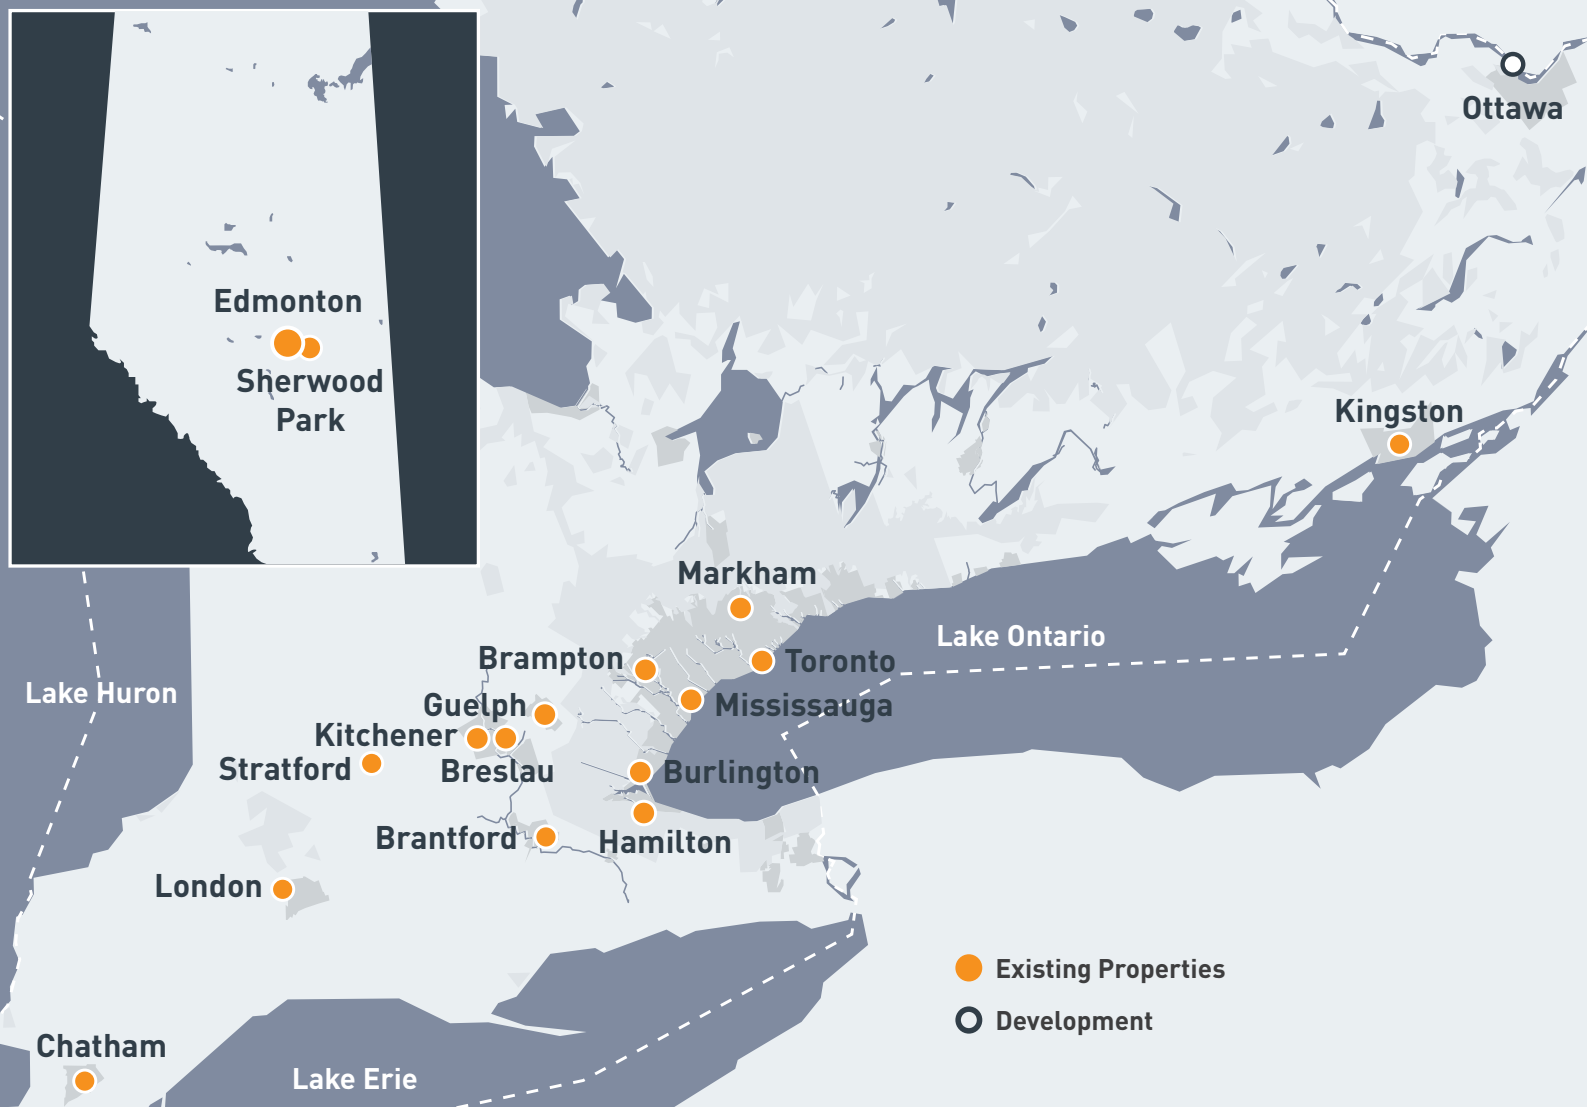 Edmonton
Sherwood
Park
Ottawa
Kingston
Markham
Lake Ontario
Brampton
Toronto
Lake Huron
Guelph
Mississauga
Kitchener
Stratford
Breslau
Burlington
Brantford
Hamilton
London
Existing Properties
Development
Chatham
Lake Erie